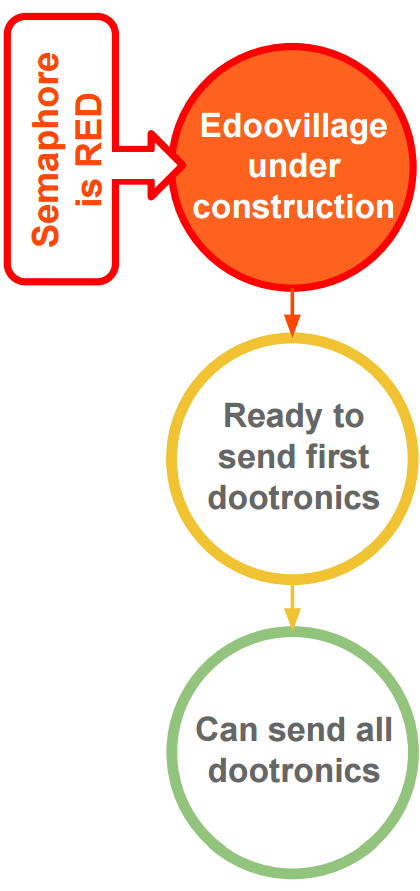 Semaphore
is RED
Edoovillage
under
construction
Ready to
send first
dootronics
Can send all
dootronics